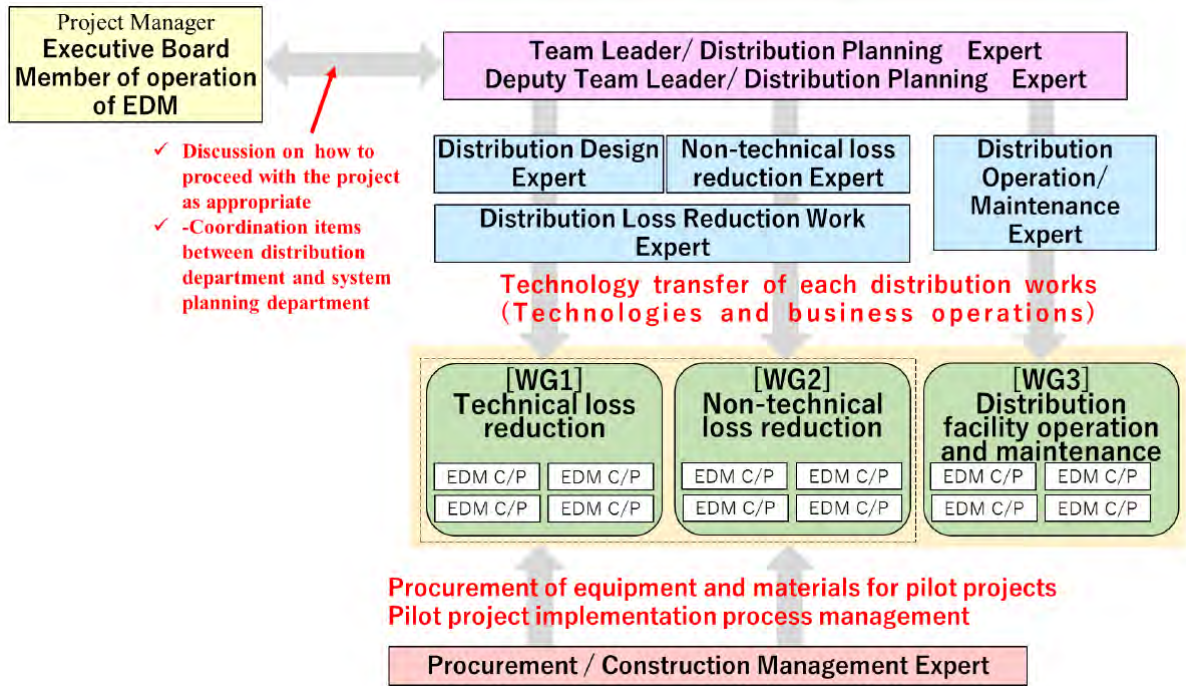 Project Manager
Executive Board
Member of operation
of EDM
Team Leader/ Distribution Planning Expert
Deputy Team Leader/ Distribution Planning Expert
✓ Discussion on how to
proceed with the project
as appropriate
✓ -Coordination items
between distribution
department and system
planning department
Distribution Design
Expert
Non-technical loss
reduction Expert
Distribution Loss Reduction Work
Expert
Distribution
Operation/
Maintenance
Expert
Technology transfer of each distribution works
(Technologies and business operations)
[WG1]
Technical loss
reduction
EDM C/P EDM C/P
EDM C/P EDM C/P
[WG2]
Non-technical
loss reduction
EDM C/P EDM C/P
EDM C/P EDM C/P
[WG3]
Distribution
facility operation
and maintenance
EDM C/P EDM C/P
EDM C/P EDM C/P
Procurement of equipment and materials for pilot projects
Pilot project implementation process management
Procurement / Construction Management Expert